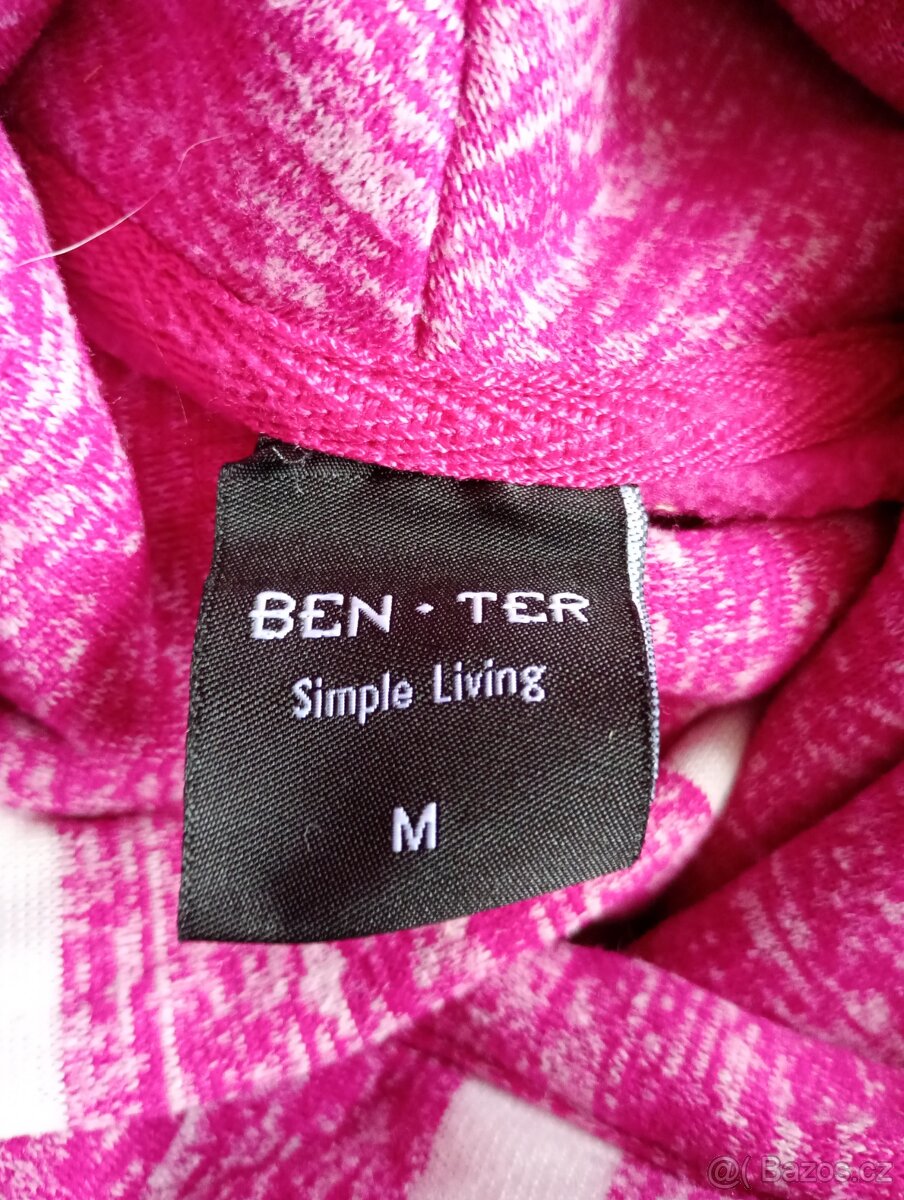 BEN · TER
Simple Living
M
@( Bazos.cz